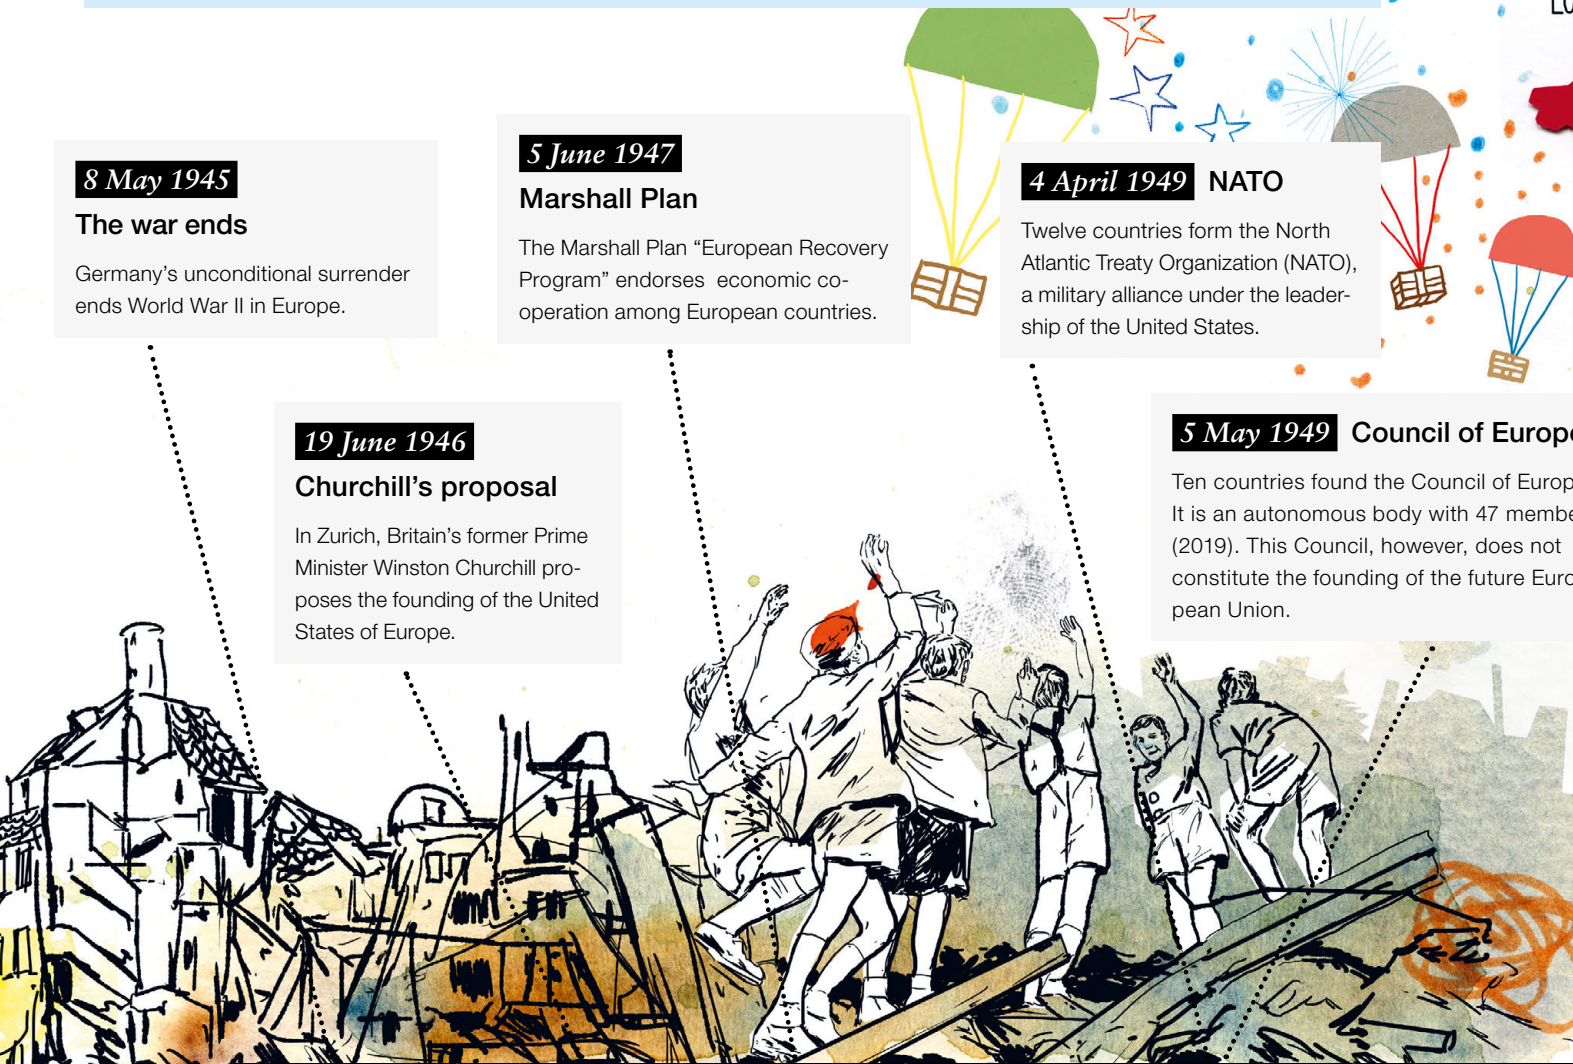 8 May 1945
The war ends
Germany’s unconditional surrender
ends World War II in Europe.
5 June 1947
Marshall Plan
The Marshall Plan “European Recovery
Program” endorses economic co-
operation among European countries.
4 April 1949 NATO
Twelve countries form the North
Atlantic Treaty Organization (NATO),
a military alliance under the leader-
ship of the United States.
19 June 1946
Churchill’s proposal
In Zurich, Britain’s former Prime
Minister Winston Churchill pro-
poses the founding of the United
States of Europe.
5 May 1949 Council of Europe
Ten countries found the Council of Europ
It is an autonomous body with 47 membe
(2019). This Council, however, does not
constitute the founding of the future Euro
pean Union.